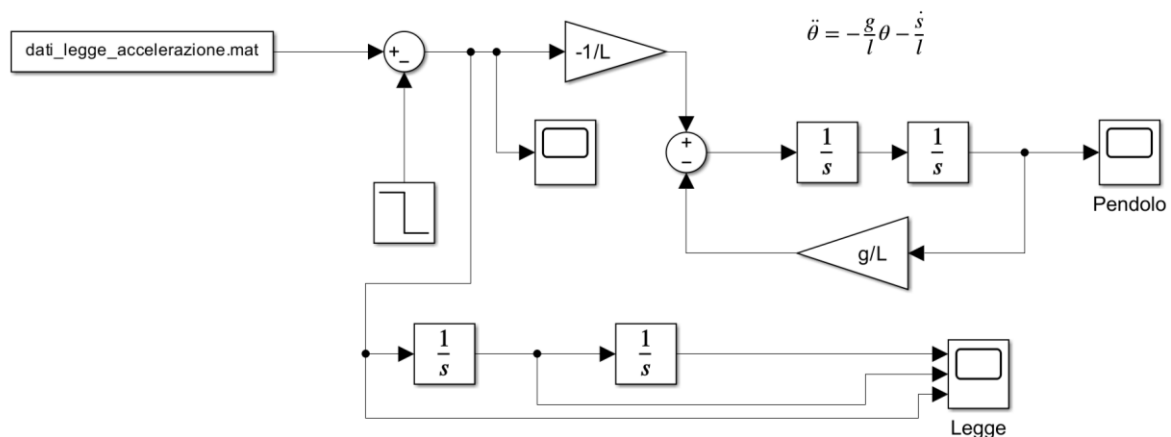 dati_legge_accelerazione.mat
+
−
-1/L
θ̈ = −g/l θ − ṡ/l
+
−
1/s
1/s
Pendolo
g/L
1/s
1/s
Legge